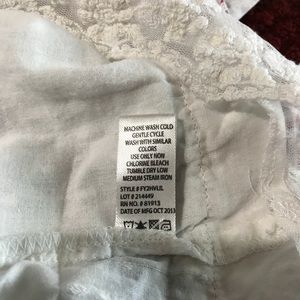 MACHINE WASH COLD
GENTLE CYCLE
WASH WITH SIMILAR
COLORS
USE ONLY NON
CHLORINE BLEACH
TUMBLE DRY LOW
MEDIUM STEAM IRON
STYLE # FY2HVLIL
LOT # 214449
RN NO. # 81913
DATE OF MFG OCT 2013